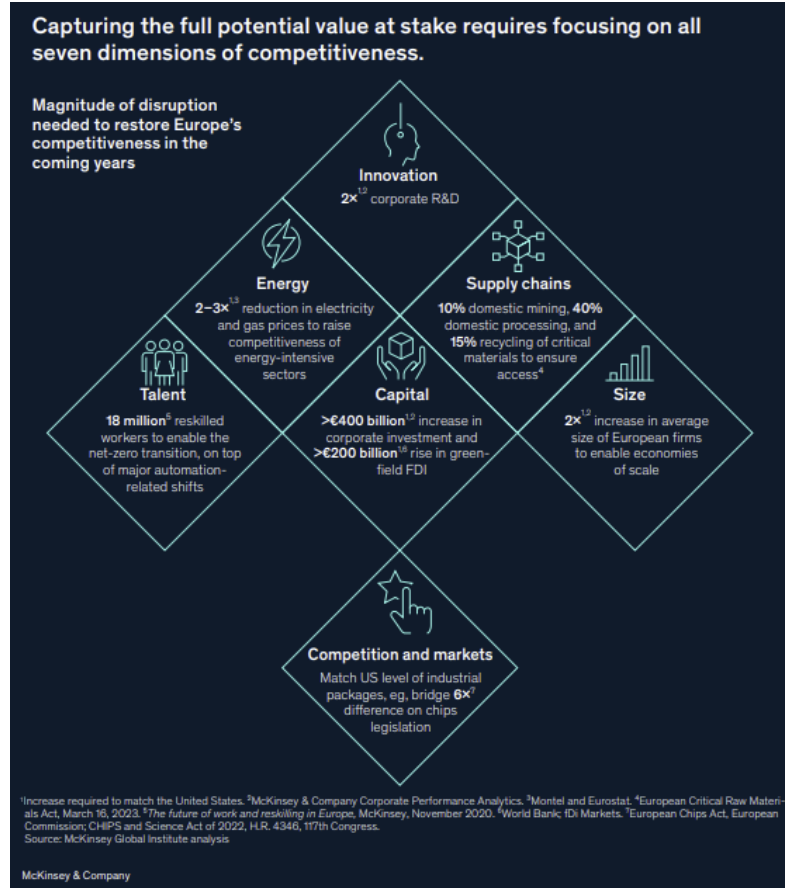 Capturing the full potential value at stake requires focusing on all
seven dimensions of competitiveness.
Magnitude of disruption
needed to restore Europe's
competitiveness in the
coming years
Innovation
2×¹,² corporate R&D
Energy
2–3×¹,³ reduction in electricity
and gas prices to raise
competitiveness of
energy-intensive
sectors
Supply chains
10% domestic mining, 40%
domestic processing, and
15% recycling of critical
materials to ensure
access⁴
Talent
18 million⁵ reskilled
workers to enable the
net-zero transition, on top
of major automation-
related shifts
Capital
>€400 billion¹,² increase in
corporate investment and
>€200 billion¹,⁶ rise in green-
field FDI
Size
2×¹,² increase in average
size of European firms
to enable economies
of scale
Competition and markets
Match US level of industrial
packages, eg, bridge 6×⁷
difference on chips
legislation
¹Increase required to match the United States. ²McKinsey & Company Corporate Performance Analytics. ³Montel and Eurostat. ⁴European Critical Raw Materi-
als Act, March 16, 2023. ⁵The future of work and reskilling in Europe, McKinsey, November 2020. ⁶World Bank; fDi Markets. ⁷European Chips Act, European
Commission; CHIPS and Science Act of 2022, H.R. 4346, 117th Congress.
Source: McKinsey Global Institute analysis
McKinsey & Company